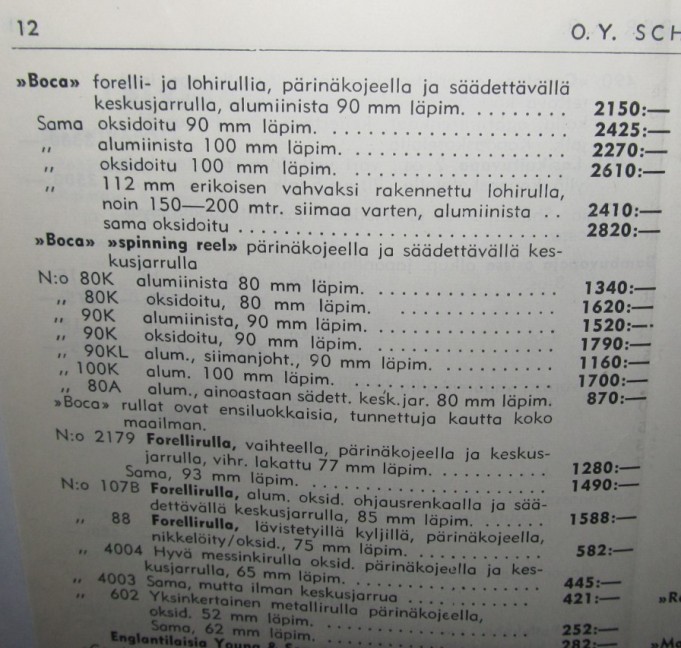 12
O. Y. SCH
»Boca» forelli- ja lohirullia, pärinäkojeella ja säädettävällä
keskusjarrulla, alumiinista 90 mm läpim. . . . . . . . . . 2150:—
Sama oksidoitu 90 mm läpim. . . . . . . . . . . . . . . . . . . 2425:—
„ alumiinista 100 mm läpim. . . . . . . . . . . . . . . . . . 2270:—
„ oksidoitu 100 mm läpim. . . . . . . . . . . . . . . . . . . 2610:—
„ 112 mm erikoisen vahvaksi rakennettu lohirulla,
noin 150—200 mtr. siimaa varten, alumiinista . . 2410:—
sama oksidoitu . . . . . . . . . . . . . . . . . . . . . . . . . . 2820:—
»Boca» »spinning reel» pärinäkojeella ja säädettävällä kes-
kusjarrulla
N:o 80K alumiinista 80 mm läpim. . . . . . . . . . . . . . . 1340:—
„ 80K oksidoitu, 80 mm läpim. . . . . . . . . . . . . . 1620:—
„ 90K alumiinista, 90 mm läpim. . . . . . . . . . . . . . 1520:—
„ 90K oksidoitu, 90 mm läpim. . . . . . . . . . . . . . . 1790:—
„ 90KL alum., siimanjoht., 90 mm läpim. . . . . . . . . 1160:—
„ 100K alum. 100 mm läpim. . . . . . . . . . . . . . . . . 1700:—
„ 80A alum., ainoastaan sädett. kesk.jar. 80 mm läpim. 870:—
»Boca» rullat ovat ensiluokkaisia, tunnettuja kautta koko
maailman.
N:o 2179 Forellirulla, vaihteella, pärinäkojeella ja keskus-
jarrulla, vihr. lakattu 77 mm läpim. . . . . . . . . . . 1280:—
Sama, 93 mm läpim. . . . . . . . . . . . . . . . . . . 1490:—
N:o 107B Forellirulla, alum. oksid. ohjausrenkaalla ja sää-
dettävällä keskusjarrulla, 85 mm läpim. . . . . . . 1588:—
„ 88 Forellirulla, lävistetyillä kyljillä, pärinäkojeella,
nikkelöity/oksid., 75 mm läpim. . . . . . . . . . . . 582:—
„ 4004 Hyvä messinkirulla oksid. pärinäkojeella ja kes-
kusjarrulla, 65 mm läpim. . . . . . . . . . . . . . . . 445:—
„ 4003 Sama, mutta ilman keskusjarrua . . . . . . . . . . 421:—
„ 602 Yksinkertainen metallirulla pärinäkojeella,
oksid. 52 mm läpim. . . . . . . . . . . . . . . . . . 252:—
Sama, 62 mm läpim. . . . . . . . . . . . . . . . . . 282:—
Englantilaisia Young &